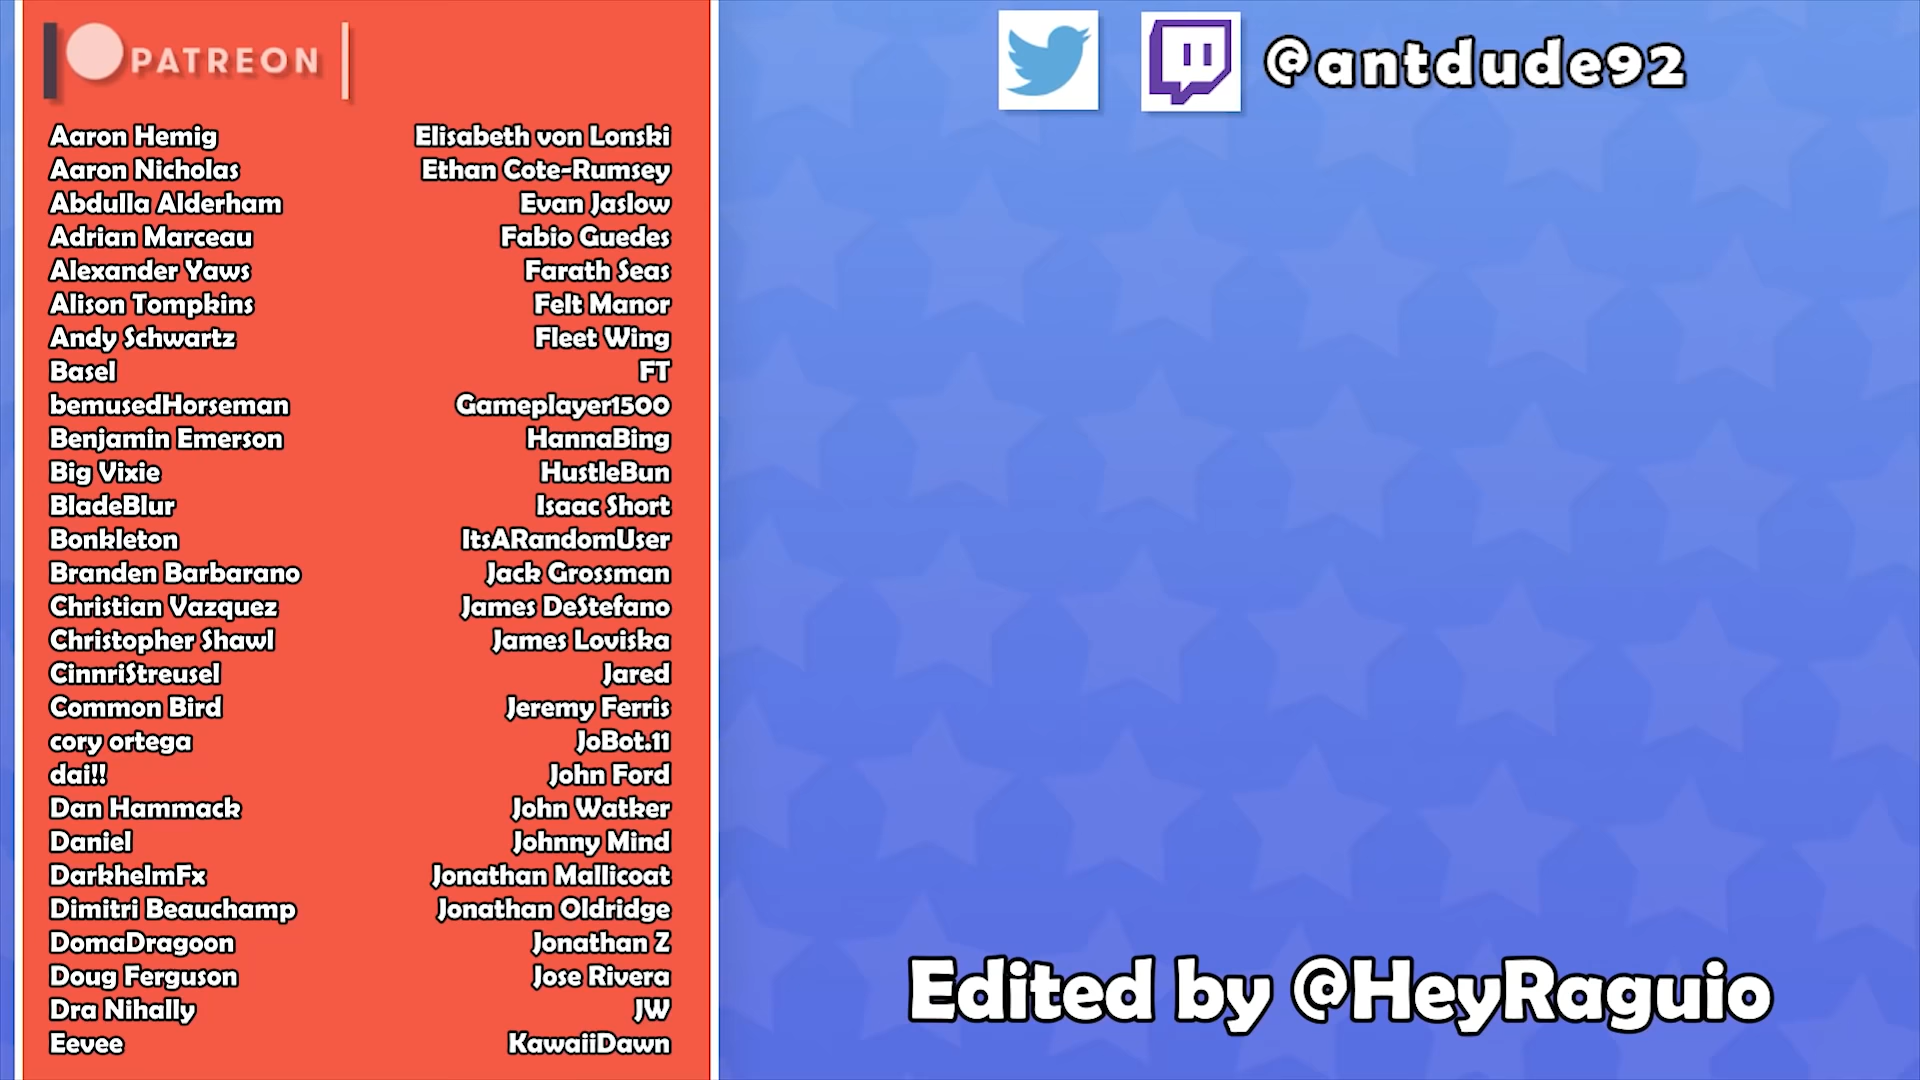 PATREON
Aaron Hemig
Aaron Nicholas
Abdulla Alderham
Adrian Marceau
Alexander Yaws
Alison Tompkins
Andy Schwartz
Basel
bemusedHorseman
Benjamin Emerson
Big Vixie
BladeBlur
Bonkleton
Branden Barbarano
Christian Vazquez
Christopher Shawl
CinnriStreusel
Common Bird
cory ortega
dai!!
Dan Hammack
Daniel
DarkhelmFx
Dimitri Beauchamp
DomaDragoon
Doug Ferguson
Dra Nihally
Eevee
Elisabeth von Lonski
Ethan Cote-Rumsey
Evan Jaslow
Fabio Guedes
Farath Seas
Felt Manor
Fleet Wing
FT
Gameplayer1500
HannaBing
HustleBun
Isaac Short
ItsARandomUser
Jack Grossman
James DeStefano
James Loviska
Jared
Jeremy Ferris
JoBot.11
John Ford
John Watker
Johnny Mind
Jonathan Mallicoat
Jonathan Oldridge
Jonathan Z
Jose Rivera
JW
KawaiiDawn
@antdude92
Edited by @HeyRaguio